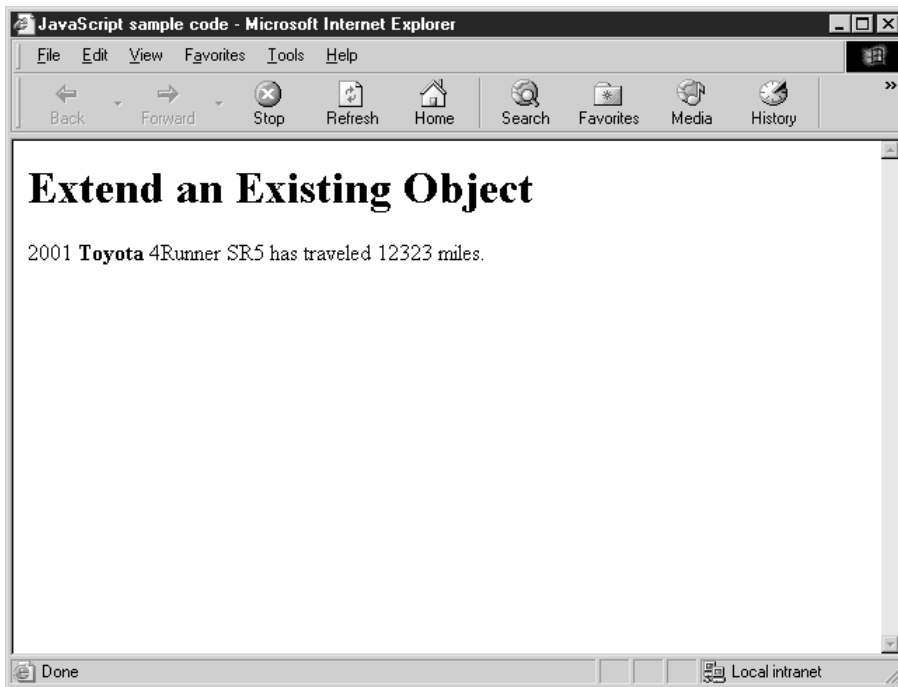 JavaScript sample code - Microsoft Internet Explorer
File Edit View Favorites Tools Help
Back Forward Stop Refresh Home Search Favorites Media History »
Extend an Existing Object
2001 Toyota 4Runner SR5 has traveled 12323 miles.
Done Local intranet